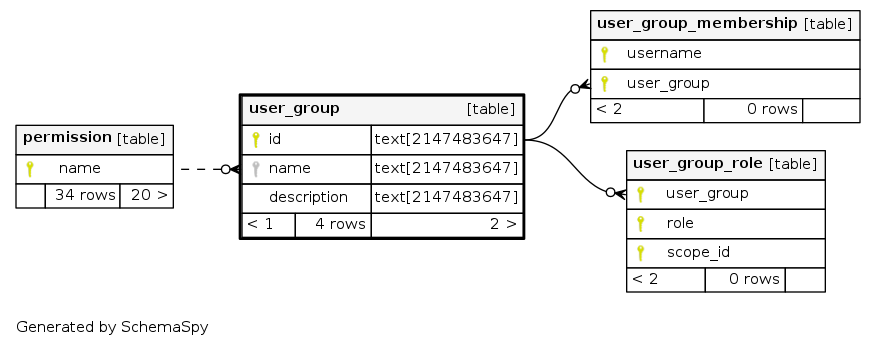 user_group_membership [table]
username
user_group
< 2 0 rows
user_group [table]
id text[2147483647]
name text[2147483647]
description text[2147483647]
< 1 4 rows 2 >
permission [table]
name
34 rows 20 >
user_group_role [table]
user_group
role
scope_id
< 2 0 rows
Generated by SchemaSpy